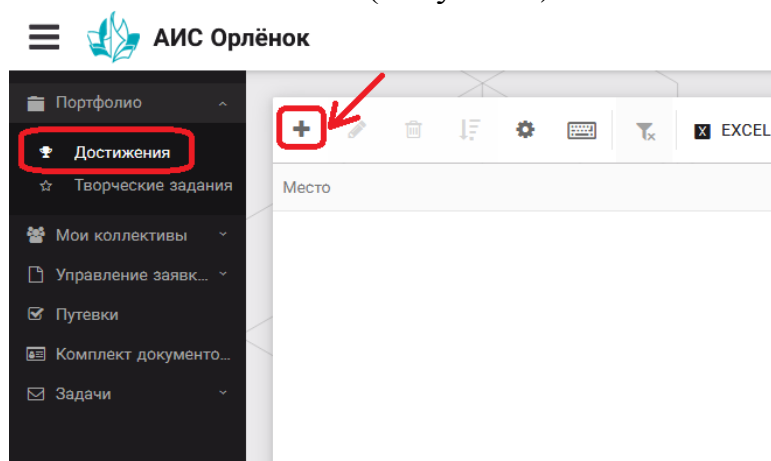 АИС Орлёнок
Портфолио
Достижения
Творческие задания
Мои коллективы
Управление заявк...
Путевки
Комплект документо...
Задачи
EXCEL
Место